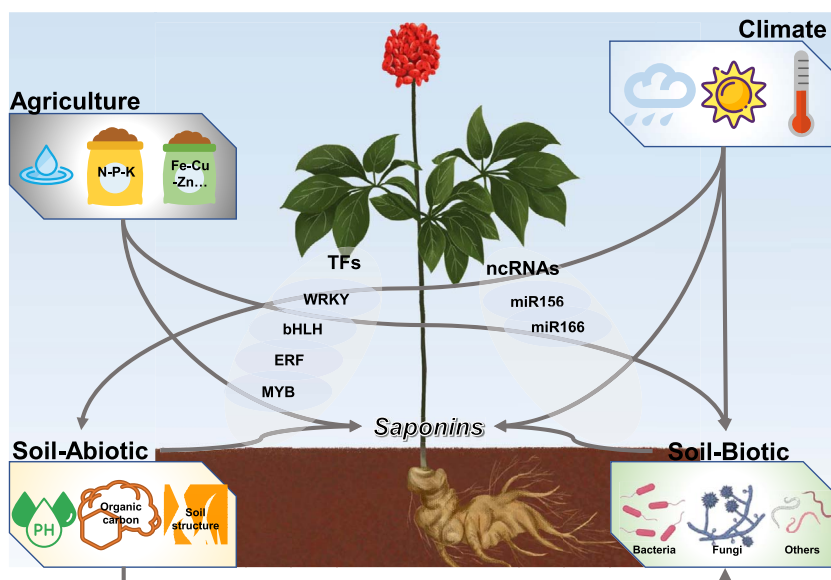 Climate
Agriculture
N-P-K
Fe-Cu
-Zn...
TFs
ncRNAs
WRKY
miR156
bHLH
miR166
ERF
MYB
Saponins
Soil-Abiotic
Soil-Biotic
PH
Organic
carbon
Soil
structure
Bacteria
Fungi
Others